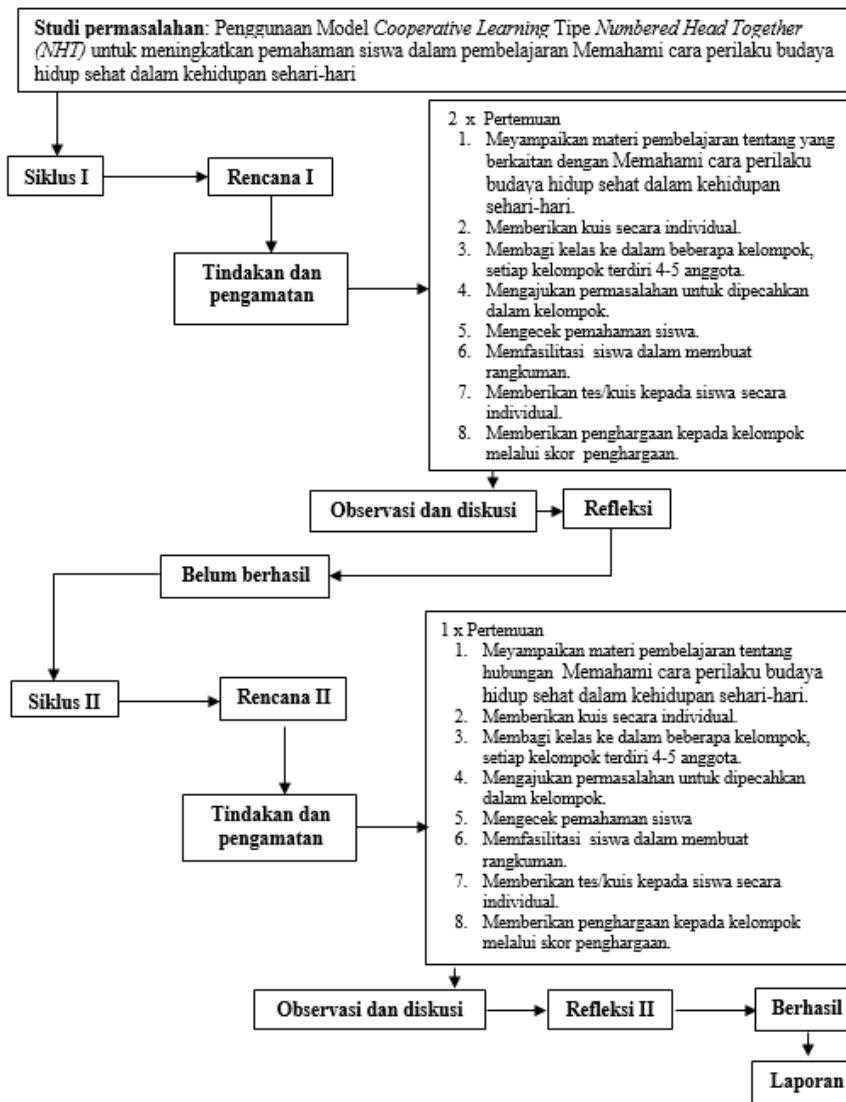 Studi permasalahan: Penggunaan Model Cooperative Learning Tipe Numbered Head Together
(NHT) untuk meningkatkan pemahaman siswa dalam pembelajaran Memahami cara perilaku budaya
hidup sehat dalam kehidupan sehari-hari
Siklus I
Rencana I
Tindakan dan
pengamatan
2 x Pertemuan
1. Meyampaikan materi pembelajaran tentang yang
berkaitan dengan Memahami cara perilaku
budaya hidup sehat dalam kehidupan
sehari-hari.
2. Memberikan kuis secara individual.
3. Membagi kelas ke dalam beberapa kelompok,
setiap kelompok terdiri 4-5 anggota.
4. Mengajukan permasalahan untuk dipecahkan
dalam kelompok.
5. Mengecek pemahaman siswa.
6. Memfasilitasi siswa dalam membuat
rangkuman.
7. Memberikan tes/kuis kepada siswa secara
individual.
8. Memberikan penghargaan kepada kelompok
melalui skor penghargaan.
Observasi dan diskusi
Refleksi
Belum berhasil
Siklus II
Rencana II
Tindakan dan
pengamatan
1 x Pertemuan
1. Meyampaikan materi pembelajaran tentang
hubungan Memahami cara perilaku budaya
hidup sehat dalam kehidupan sehari-hari.
2. Memberikan kuis secara individual.
3. Membagi kelas ke dalam beberapa kelompok,
setiap kelompok terdiri 4-5 anggota.
4. Mengajukan permasalahan untuk dipecahkan
dalam kelompok.
5. Mengecek pemahaman siswa
6. Memfasilitasi siswa dalam membuat
rangkuman.
7. Memberikan tes/kuis kepada siswa secara
individual.
8. Memberikan penghargaan kepada kelompok
melalui skor penghargaan.
Observasi dan diskusi
Refleksi II
Berhasil
Laporan